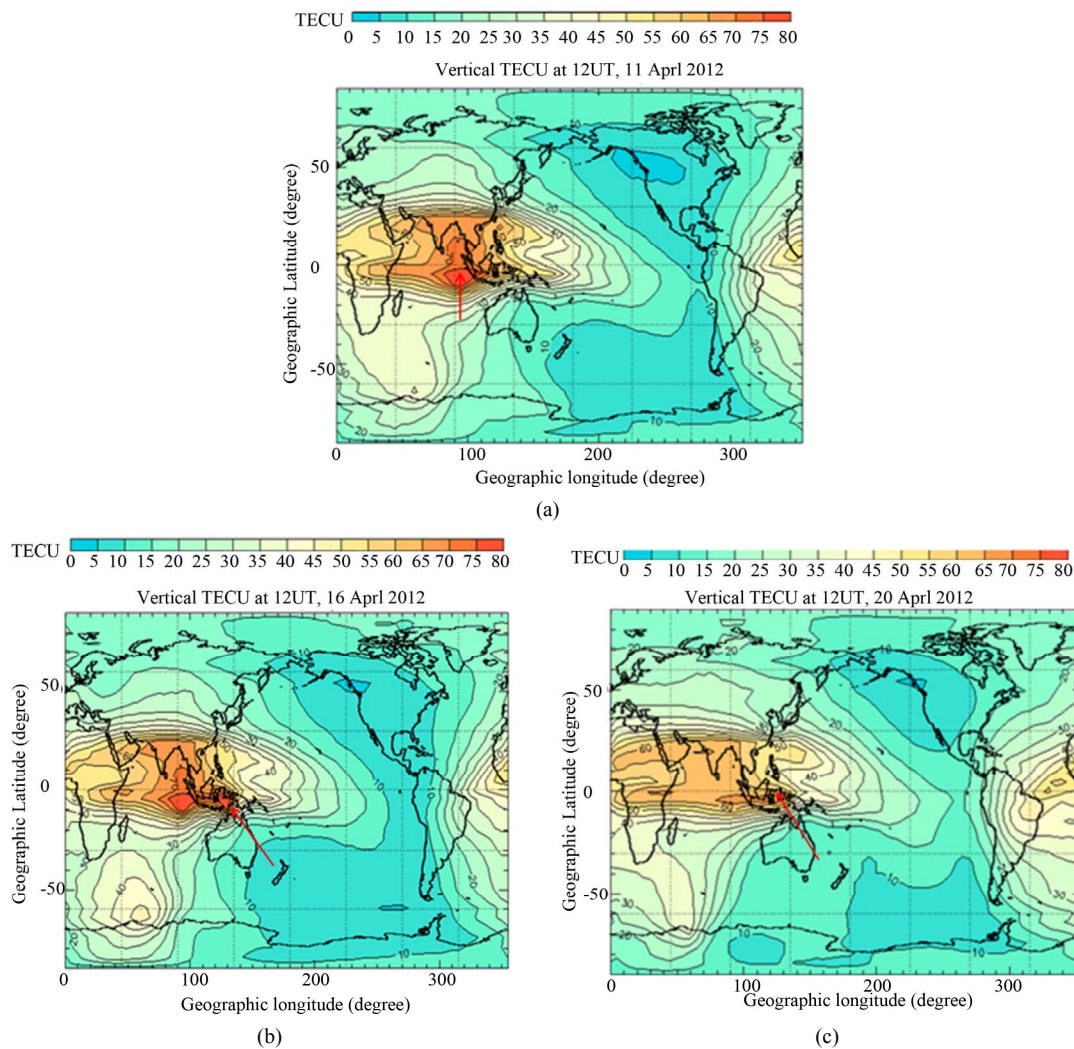 TECU
0 5 10 15 20 25 30 35 40 45 50 55 60 65 70 75 80
Vertical TECU at 12UT, 11 Aprl 2012
Geographic Latitude (degree)
50
0
-50
0 100 200 300
Geographic longitude (degree)
(a)
TECU
0 5 10 15 20 25 30 35 40 45 50 55 60 65 70 75 80
Vertical TECU at 12UT, 16 Aprl 2012
Geographic Latitude (degree)
50
0
-50
0 100 200 300
Geographic longitude (degree)
(b)
TECU
0 5 10 15 20 25 30 35 40 45 50 55 60 65 70 75 80
Vertical TECU at 12UT, 20 Aprl 2012
Geographic Latitude (degree)
50
0
-50
0 100 200 300
Geographic longitude (degree)
(c)